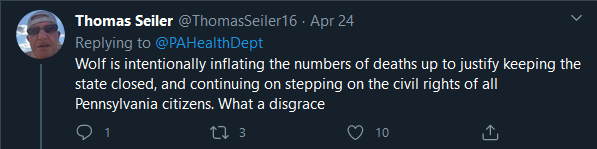 Thomas Seiler @ThomasSeiler16 · Apr 24
Replying to @PAHealthDept
Wolf is intentionally inflating the numbers of deaths up to justify keeping the
state closed, and continuing on stepping on the civil rights of all
Pennsylvania citizens. What a disgrace
1 3 10